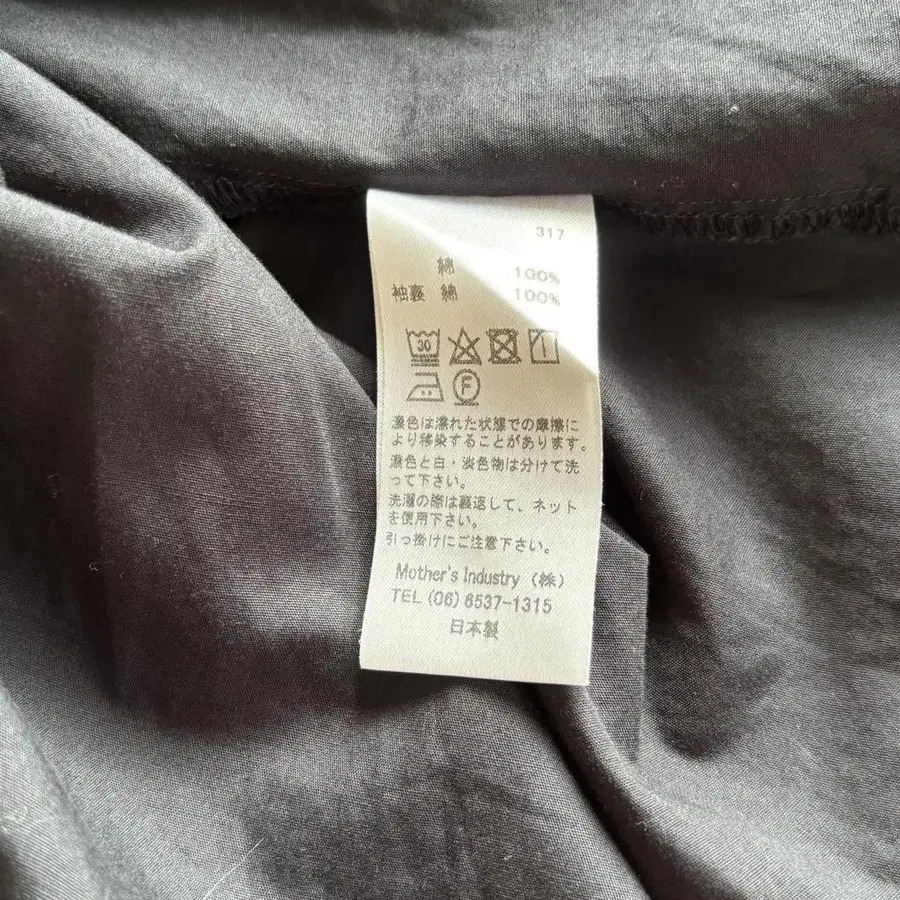 317
綿 100%
袖裏 綿 100%
30
F
濃色は濡れた状態での摩擦に
より移染することがあります。
濃色と白・淡色物は分けて洗
って下さい。
洗濯の際は裏返して、ネット
を使用下さい。
引っ掛けにご注意下さい。
Mother's Industry (株)
TEL (06) 6537-1315
日本製